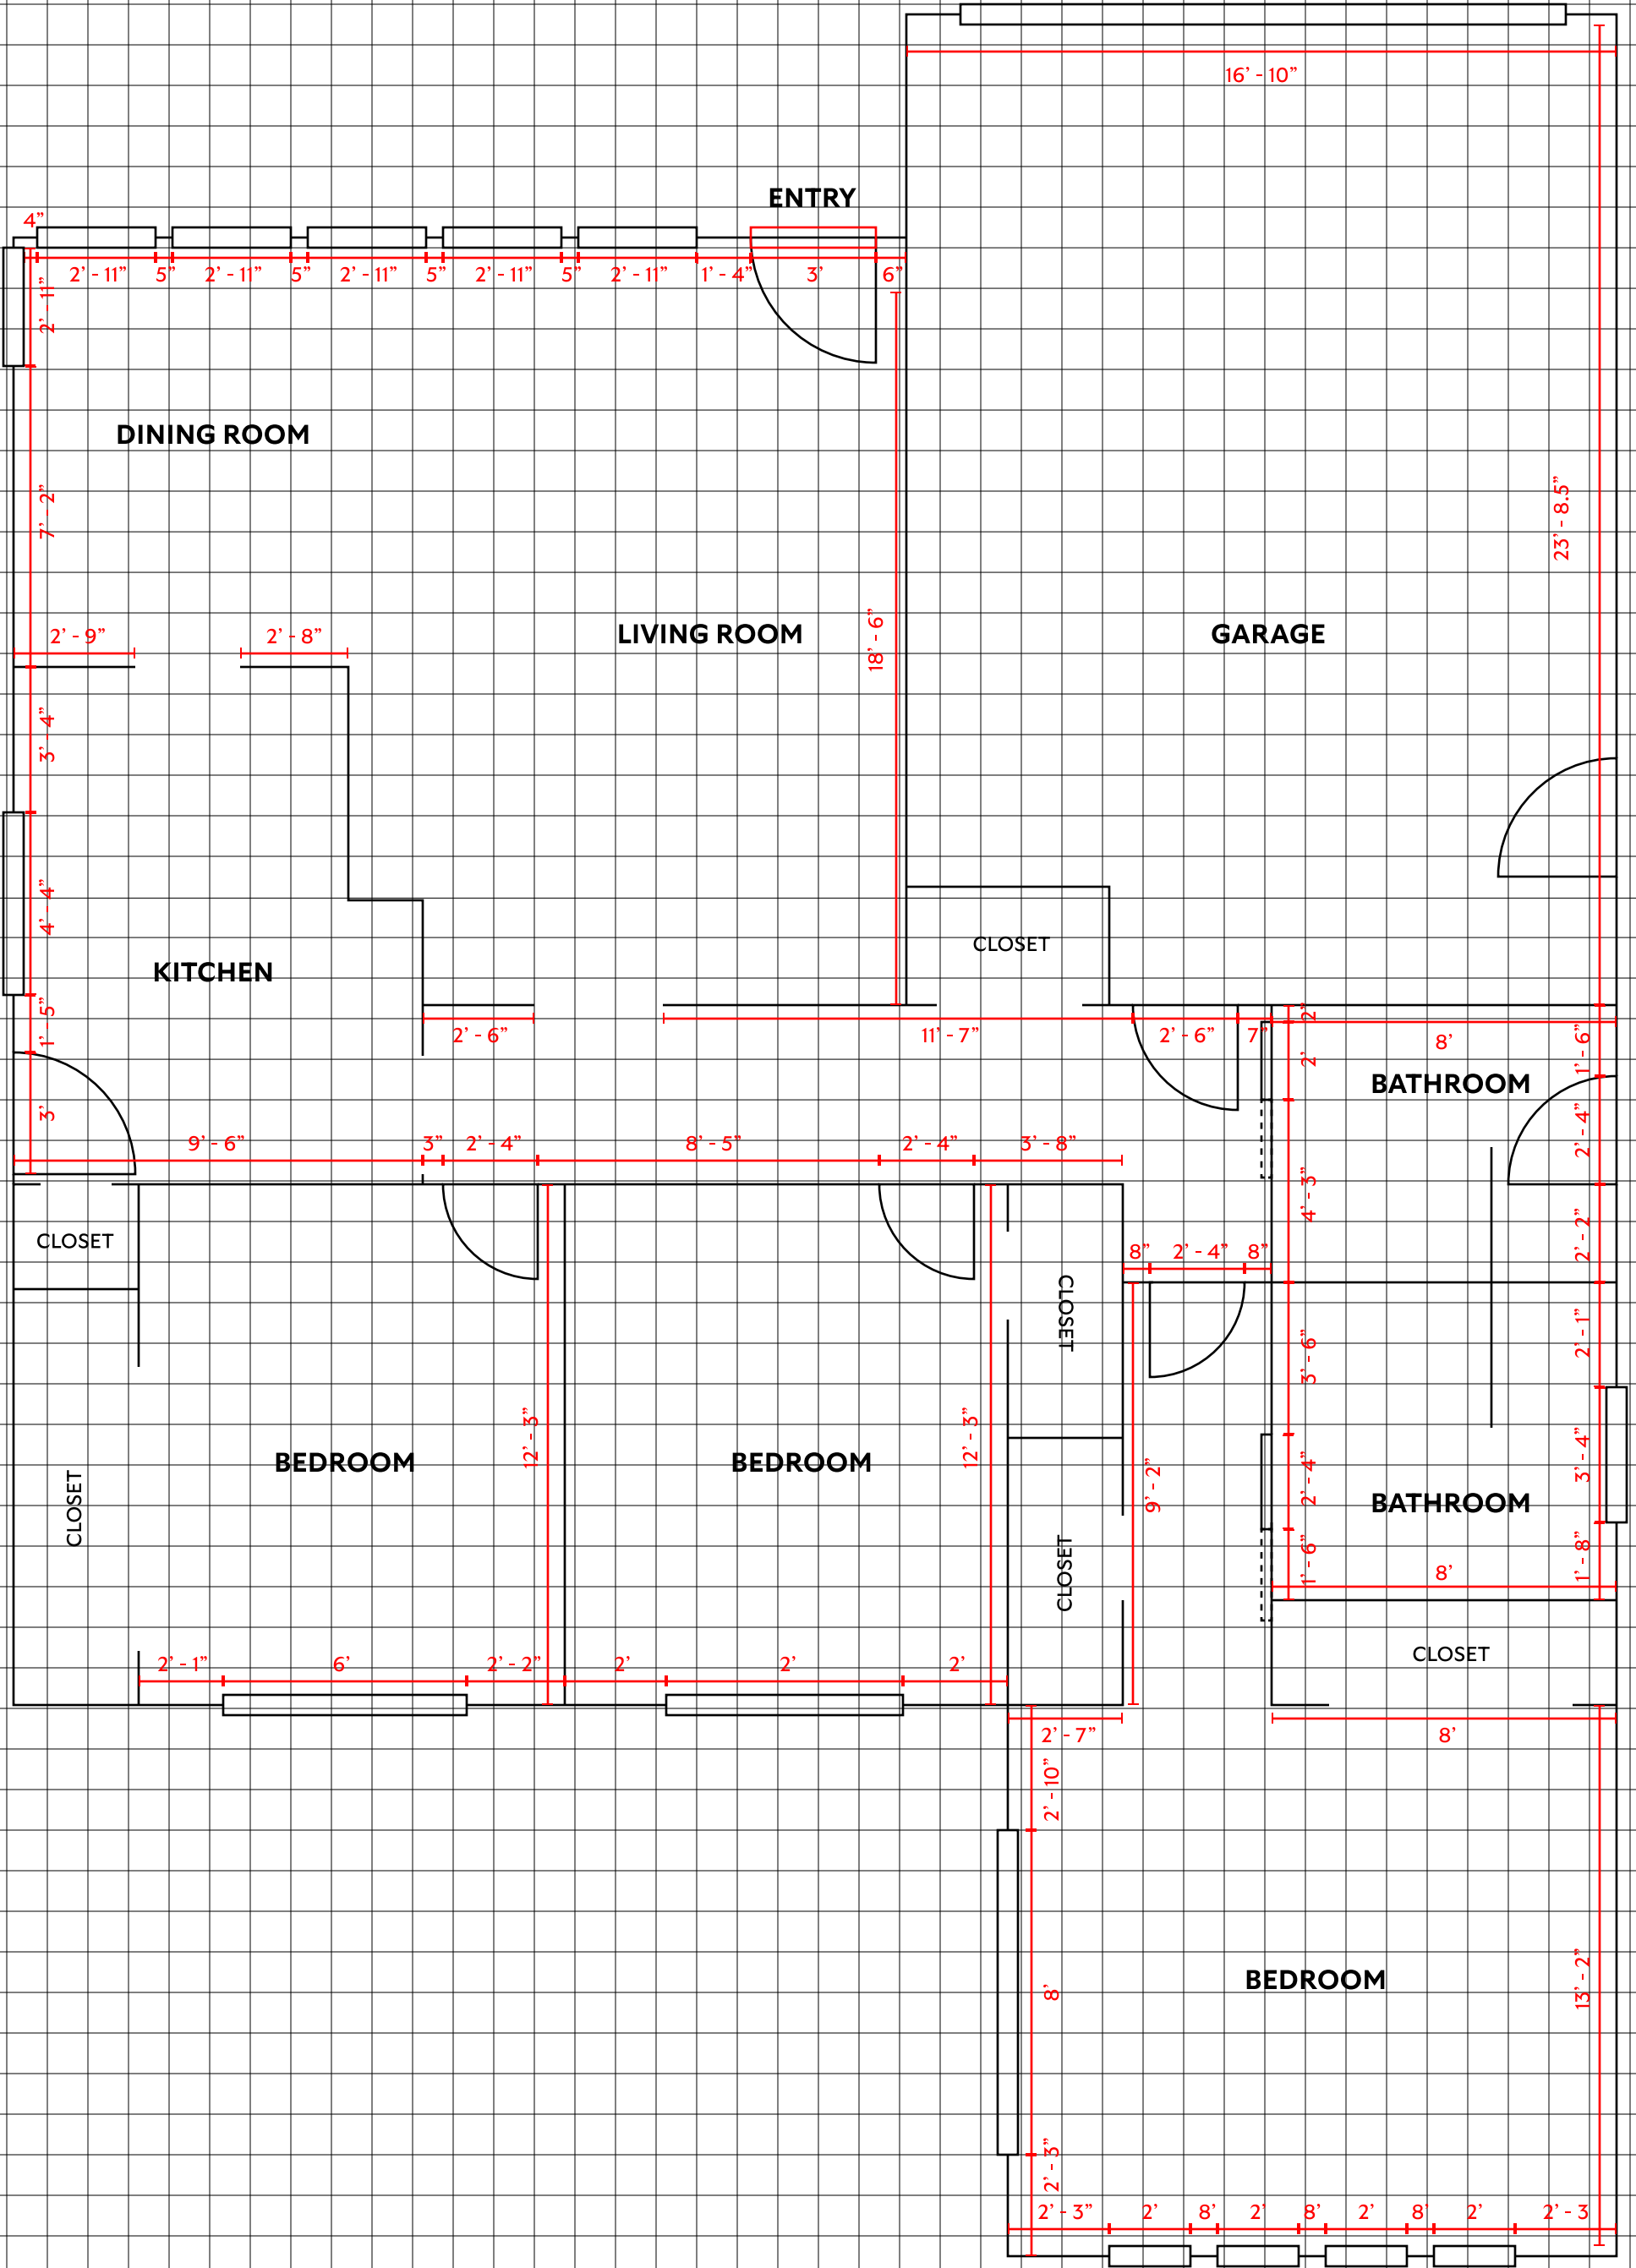 16’ - 10”
ENTRY
4”
2’ - 11” 5” 2’ - 11” 5” 2’ - 11” 5” 2’ - 11” 5” 2’ - 11” 1’ - 4” 3’ 6”
2’ - 11”
DINING ROOM
7’ - 2”
23’ - 8.5”
2’ - 9” 2’ - 8”
LIVING ROOM
18’ - 6”
GARAGE
3’ - 4”
4’ - 4”
CLOSET
KITCHEN
1’ - 5”
2’ - 6” 11’ - 7” 2’ - 6” 7” 2” 8’ 1’ - 6”
2’
BATHROOM
3’
9’ - 6” 3” 2’ - 4” 8’ - 5” 2’ - 4” 3’ - 8” 2’ - 4”
4’ - 3”
CLOSET
8” 2’ - 4” 8” 2’ - 2”
CLOSET
3’ - 6” 2’ - 1”
12’ - 3” 12’ - 3”
BEDROOM BEDROOM
9’ - 2” 2’ - 4” 3’ - 4”
CLOSET
BATHROOM
CLOSET
1’ - 6” 8’ 1’ - 8”
CLOSET
2’ - 1” 6’ 2’ - 2” 2’ 2’ 2’
2’ - 7” 8’
2’ - 10”
BEDROOM
8’ 13’ - 2”
2’ - 3”
2’ - 3” 2’ 8’ 2’ 8’ 2’ 8’ 2’ 2’ - 3